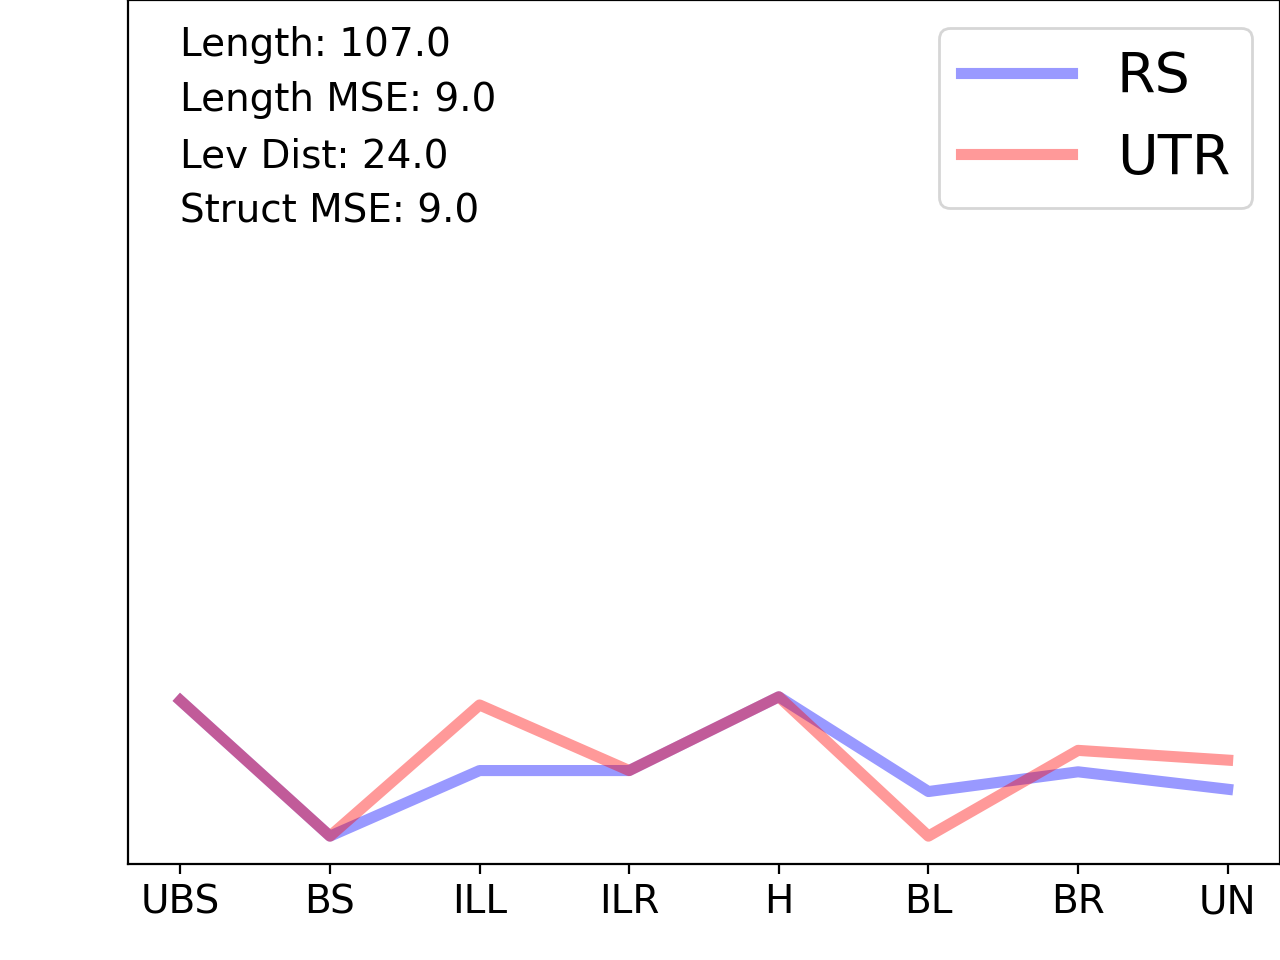 Length: 107.0
Length MSE: 9.0
Lev Dist: 24.0
Struct MSE: 9.0
RS
UTR
UBS BS ILL ILR H BL BR UN